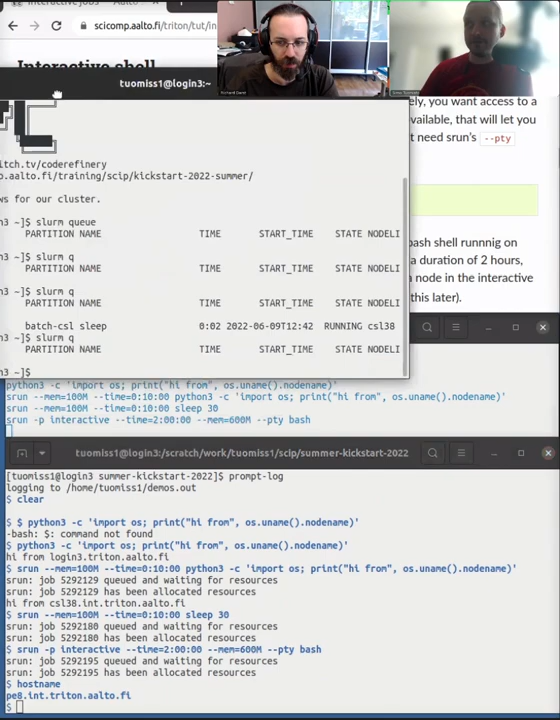 Interactive jobs
Aalto
scicomp.aalto.fi/triton/tut/in
Interactive shell
Richard Darst
tuomiss1@login3:~
ely, you want access to a
vailable, that will let you
t need srun's --pty
itch.tv/coderefinery
o.aalto.fi/training/scip/kickstart-2022-summer/
ws for our cluster.
n3 ~]$ slurm queue
PARTITION NAME TIME START_TIME STATE NODELI
n3 ~]$ slurm q
PARTITION NAME TIME START_TIME STATE NODELI
n3 ~]$ slurm q
PARTITION NAME TIME START_TIME STATE NODELI
batch-csl sleep 0:02 2022-06-09T12:42 RUNNING csl38
n3 ~]$ slurm q
PARTITION NAME TIME START_TIME STATE NODELI
n3 ~]$
bash shell runnnig on
a duration of 2 hours,
node in the interactive
this later).
python3 -c 'import os; print("hi from", os.uname().nodename)'
srun --mem=100M --time=0:10:00 python3 -c 'import os; print("hi from", os.uname().nodename)'
srun --mem=100M --time=0:10:00 sleep 30
srun -p interactive --time=2:00:00 --mem=600M --pty bash
tuomiss1@login3:/scratch/work/tuomiss1/scip/summer-kickstart-2022
[tuomiss1@login3 summer-kickstart-2022]$ prompt-log
logging to /home/tuomiss1/demos.out
$ clear
$ $ python3 -c 'import os; print("hi from", os.uname().nodename)'
-bash: $: command not found
$ python3 -c 'import os; print("hi from", os.uname().nodename)'
hi from login3.triton.aalto.fi
$ srun --mem=100M --time=0:10:00 python3 -c 'import os; print("hi from", os.uname().nodename)'
srun: job 5292129 queued and waiting for resources
srun: job 5292129 has been allocated resources
hi from csl38.int.triton.aalto.fi
$ srun --mem=100M --time=0:10:00 sleep 30
srun: job 5292180 queued and waiting for resources
srun: job 5292180 has been allocated resources
$ srun -p interactive --time=2:00:00 --mem=600M --pty bash
srun: job 5292195 queued and waiting for resources
srun: job 5292195 has been allocated resources
$ hostname
pe8.int.triton.aalto.fi
$